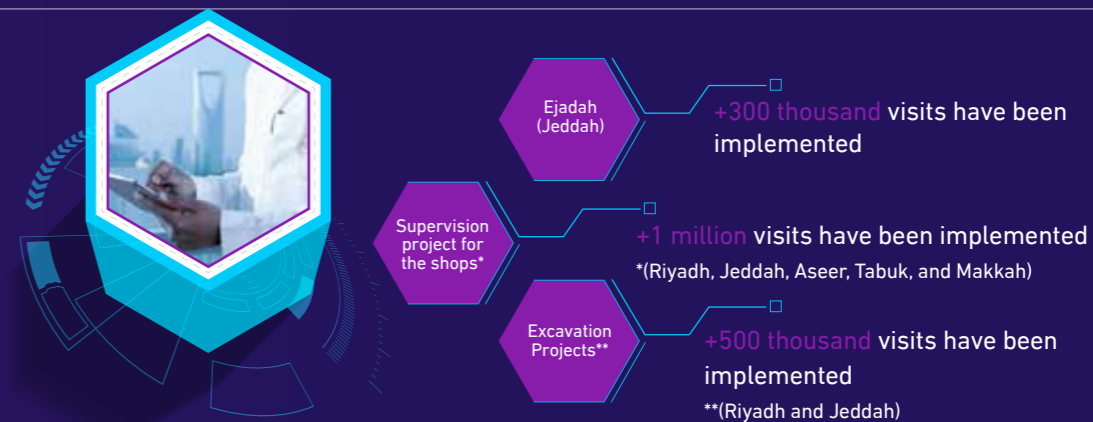 Ejadah
(Jeddah)
+300 thousand visits have been
implemented
Supervision
project for
the shops*
+1 million visits have been implemented
*(Riyadh, Jeddah, Aseer, Tabuk, and Makkah)
Excavation
Projects**
+500 thousand visits have been
implemented
**(Riyadh and Jeddah)